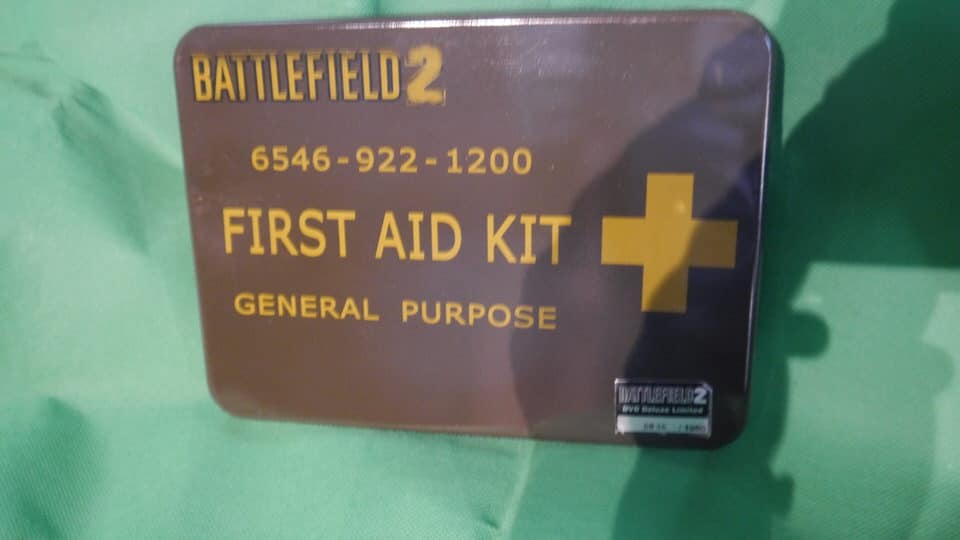 BATTLEFIELD 2
6546-922-1200
FIRST AID KIT
GENERAL PURPOSE
BATTLEFIELD 2
DVD Deluxe Limited